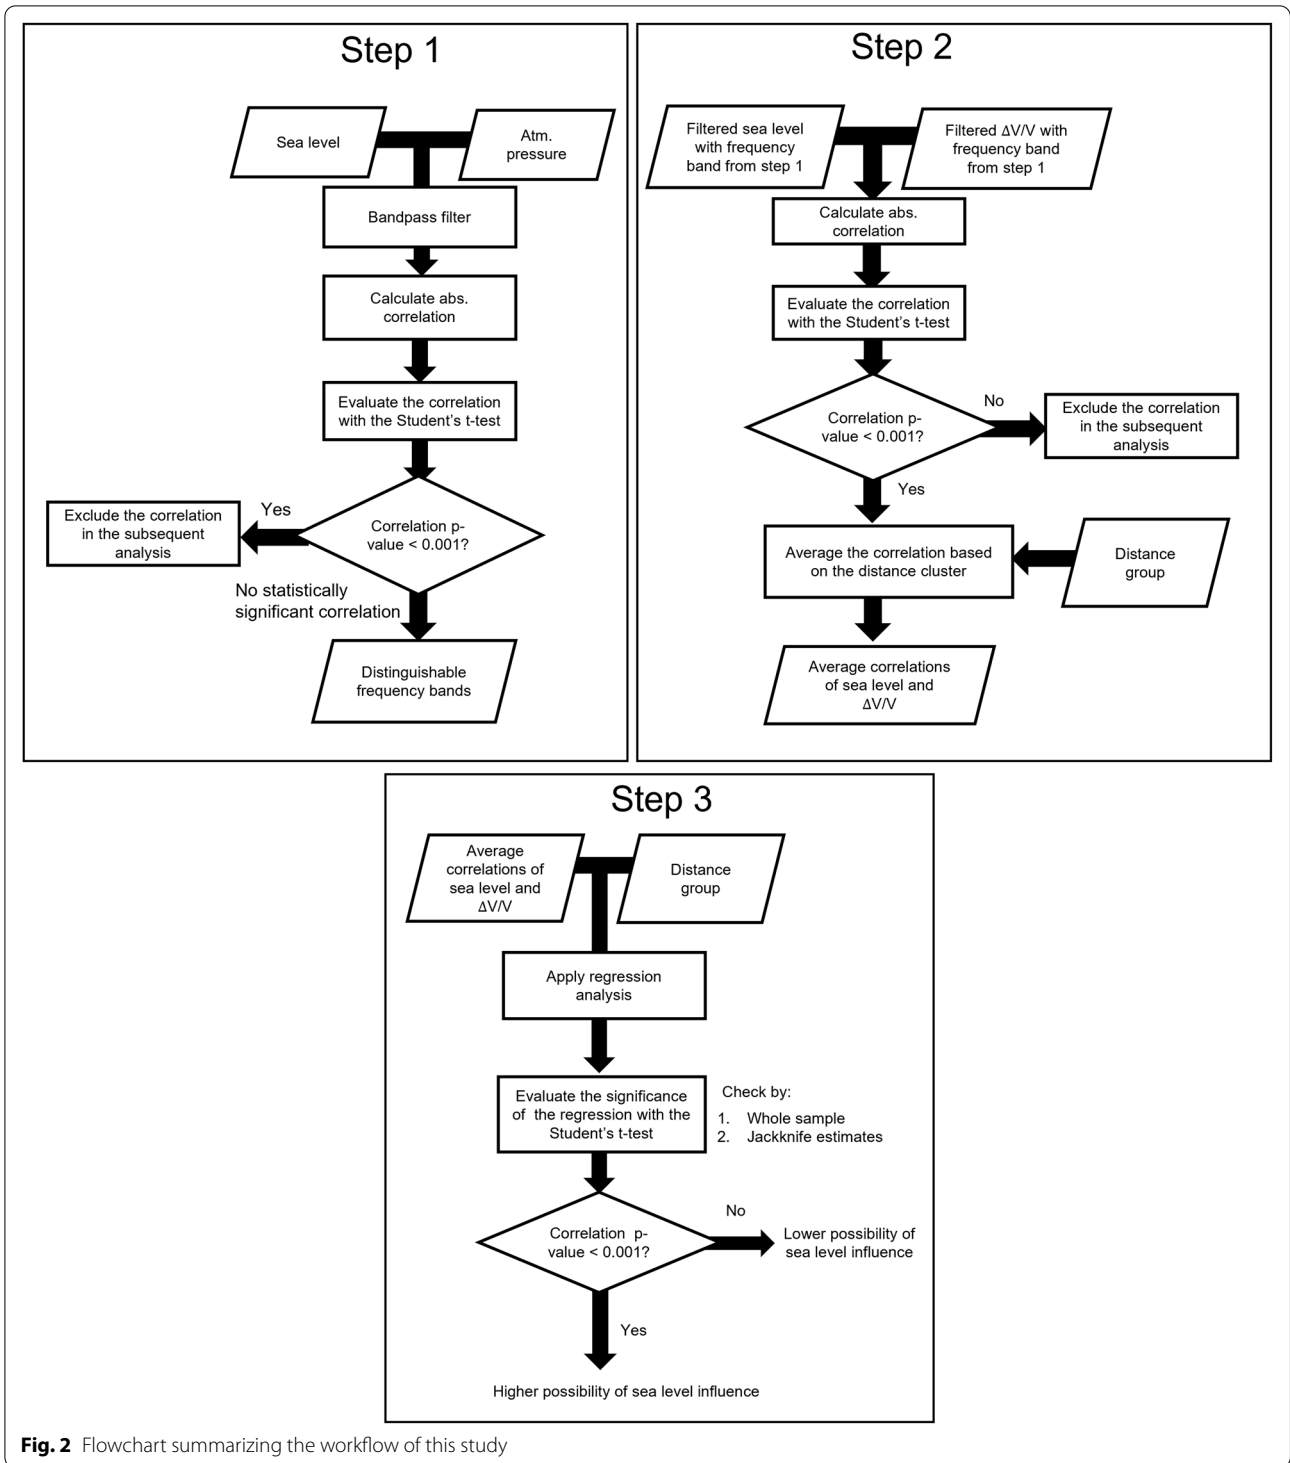 Step 1
Sea level
Atm.
pressure
Bandpass filter
Calculate abs.
correlation
Evaluate the correlation
with the Student's t-test
Correlation p-
value < 0.001?
Yes
Exclude the correlation
in the subsequent
analysis
No statistically
significant correlation
Distinguishable
frequency bands
Step 2
Filtered sea level
with frequency
band from step 1
Filtered ΔV/V with
frequency band
from step 1
Calculate abs.
correlation
Evaluate the correlation
with the Student's t-test
Correlation p-
value < 0.001?
No
Exclude the correlation
in the subsequent
analysis
Yes
Average the correlation based
on the distance cluster
Distance
group
Average correlations
of sea level and
ΔV/V
Step 3
Average
correlations of
sea level and
ΔV/V
Distance
group
Apply regression
analysis
Evaluate the significance
of the regression with the
Student's t-test
Check by:
1. Whole sample
2. Jackknife estimates
Correlation p-
value < 0.001?
No
Lower possibility of
sea level influence
Yes
Higher possibility of sea level influence
Fig. 2 Flowchart summarizing the workflow of this study